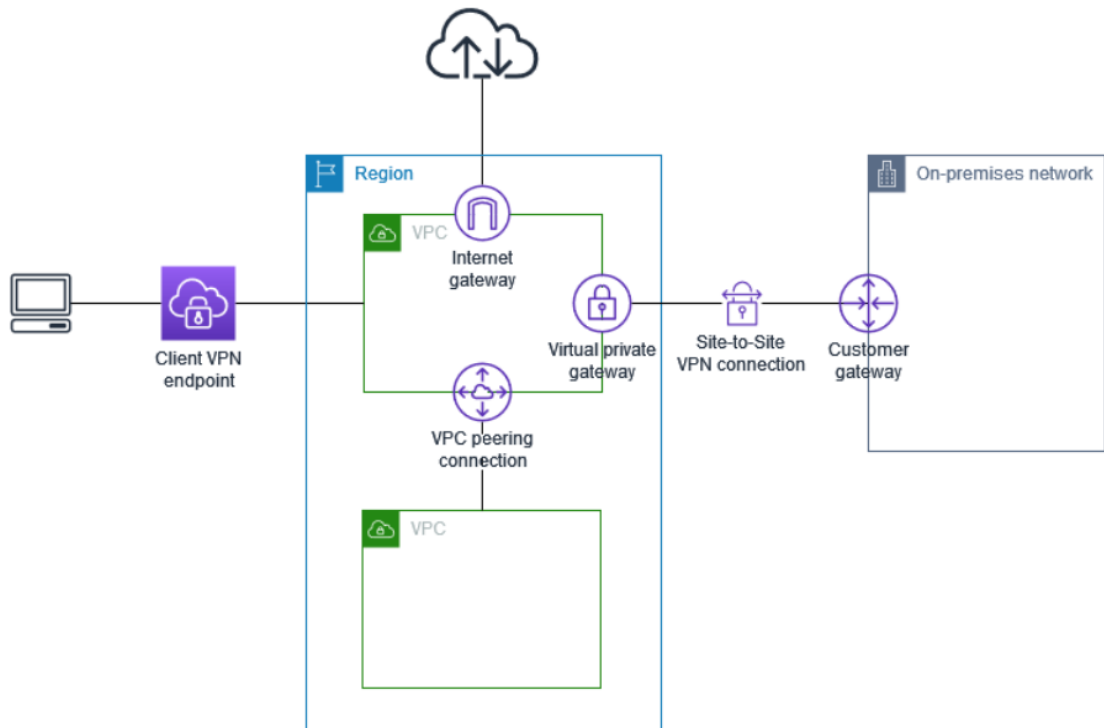 Region
On-premises network
VPC
Internet
gateway
Client VPN
endpoint
Virtual private
gateway
Site-to-Site
VPN connection
Customer
gateway
VPC peering
connection
VPC